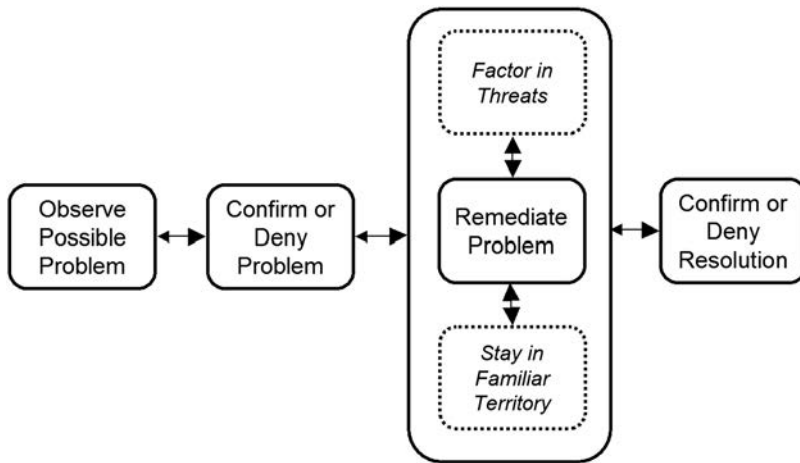 Observe
Possible
Problem
Confirm or
Deny
Problem
Factor in
Threats
Remediate
Problem
Stay in
Familiar
Territory
Confirm or
Deny
Resolution